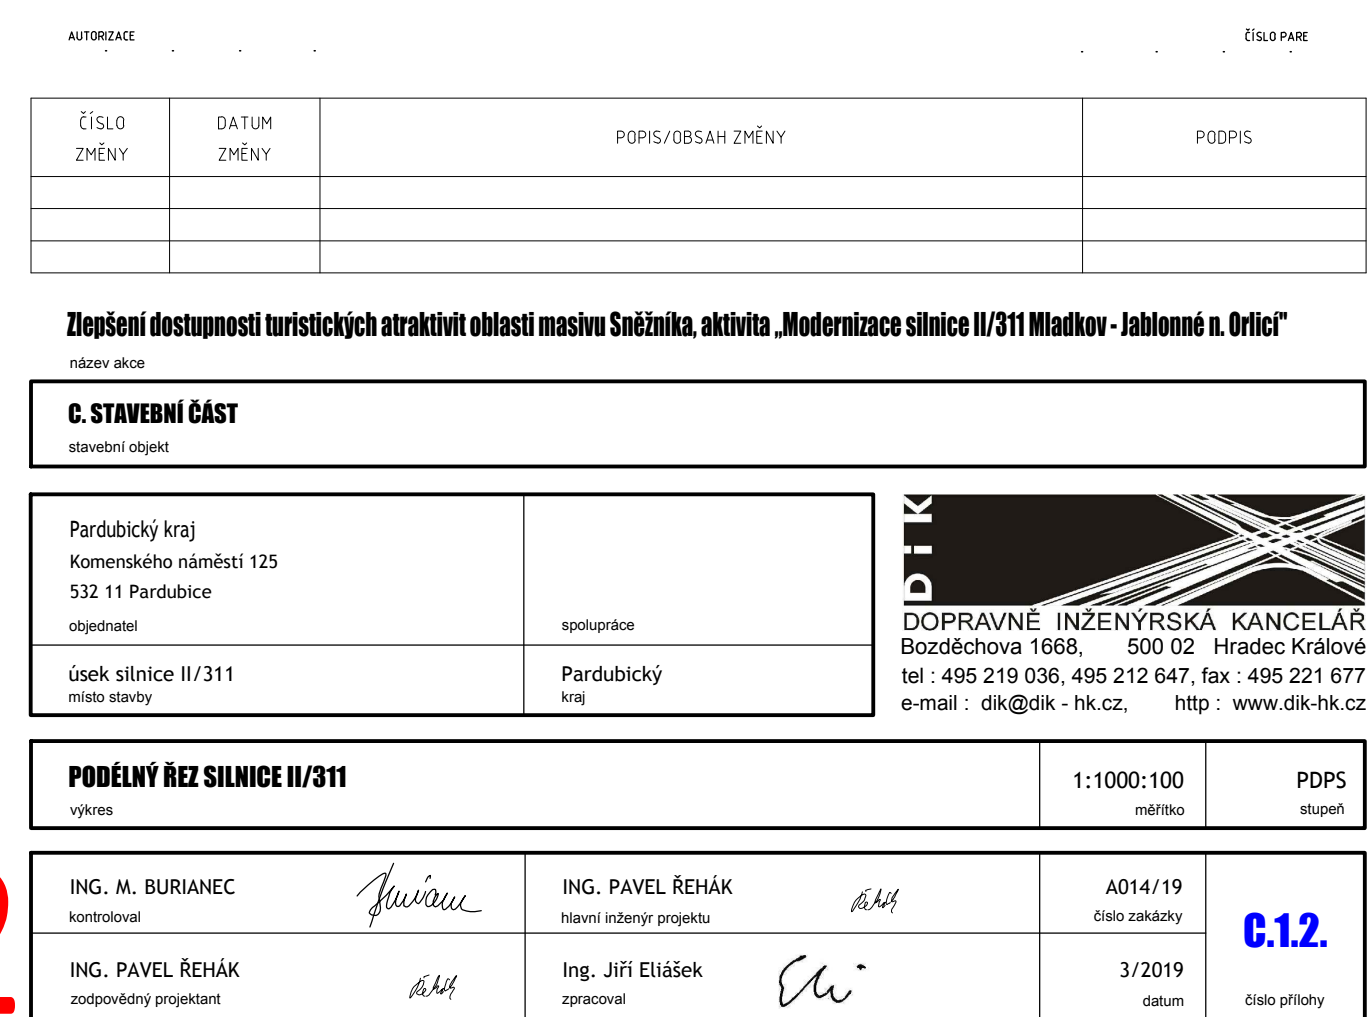 AUTORIZACE
ČÍSLO PARE
ČÍSLO ZMĚNY
DATUM ZMĚNY
POPIS/OBSAH ZMĚNY
PODPIS
Zlepšení dostupnosti turistických atraktivit oblasti masivu Sněžníka, aktivita „Modernizace silnice II/311 Mladkov - Jablonné n. Orlicí"
název akce
C. STAVEBNÍ ČÁST
stavební objekt
Pardubický kraj
Komenského náměstí 125
532 11 Pardubice
objednatel
spolupráce
úsek silnice II/311
místo stavby
Pardubický
kraj
DiK
DOPRAVNĚ INŽENÝRSKÁ KANCELÁŘ
Bozděchova 1668, 500 02 Hradec Králové
tel : 495 219 036, 495 212 647, fax : 495 221 677
e-mail : dik@dik - hk.cz, http : www.dik-hk.cz
PODÉLNÝ ŘEZ SILNICE II/311
výkres
1:1000:100
měřítko
PDPS
stupeň
ING. M. BURIANEC
kontroloval
ING. PAVEL ŘEHÁK
hlavní inženýr projektu
Řehák
A014/19
číslo zakázky
C.1.2.
číslo přílohy
ING. PAVEL ŘEHÁK
zodpovědný projektant
Řehák
Ing. Jiří Eliášek
zpracoval
3/2019
datum